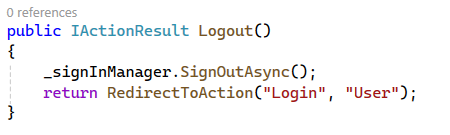 0 references
public IActionResult Logout()
{
    _signInManager.SignOutAsync();
    return RedirectToAction("Login", "User");
}